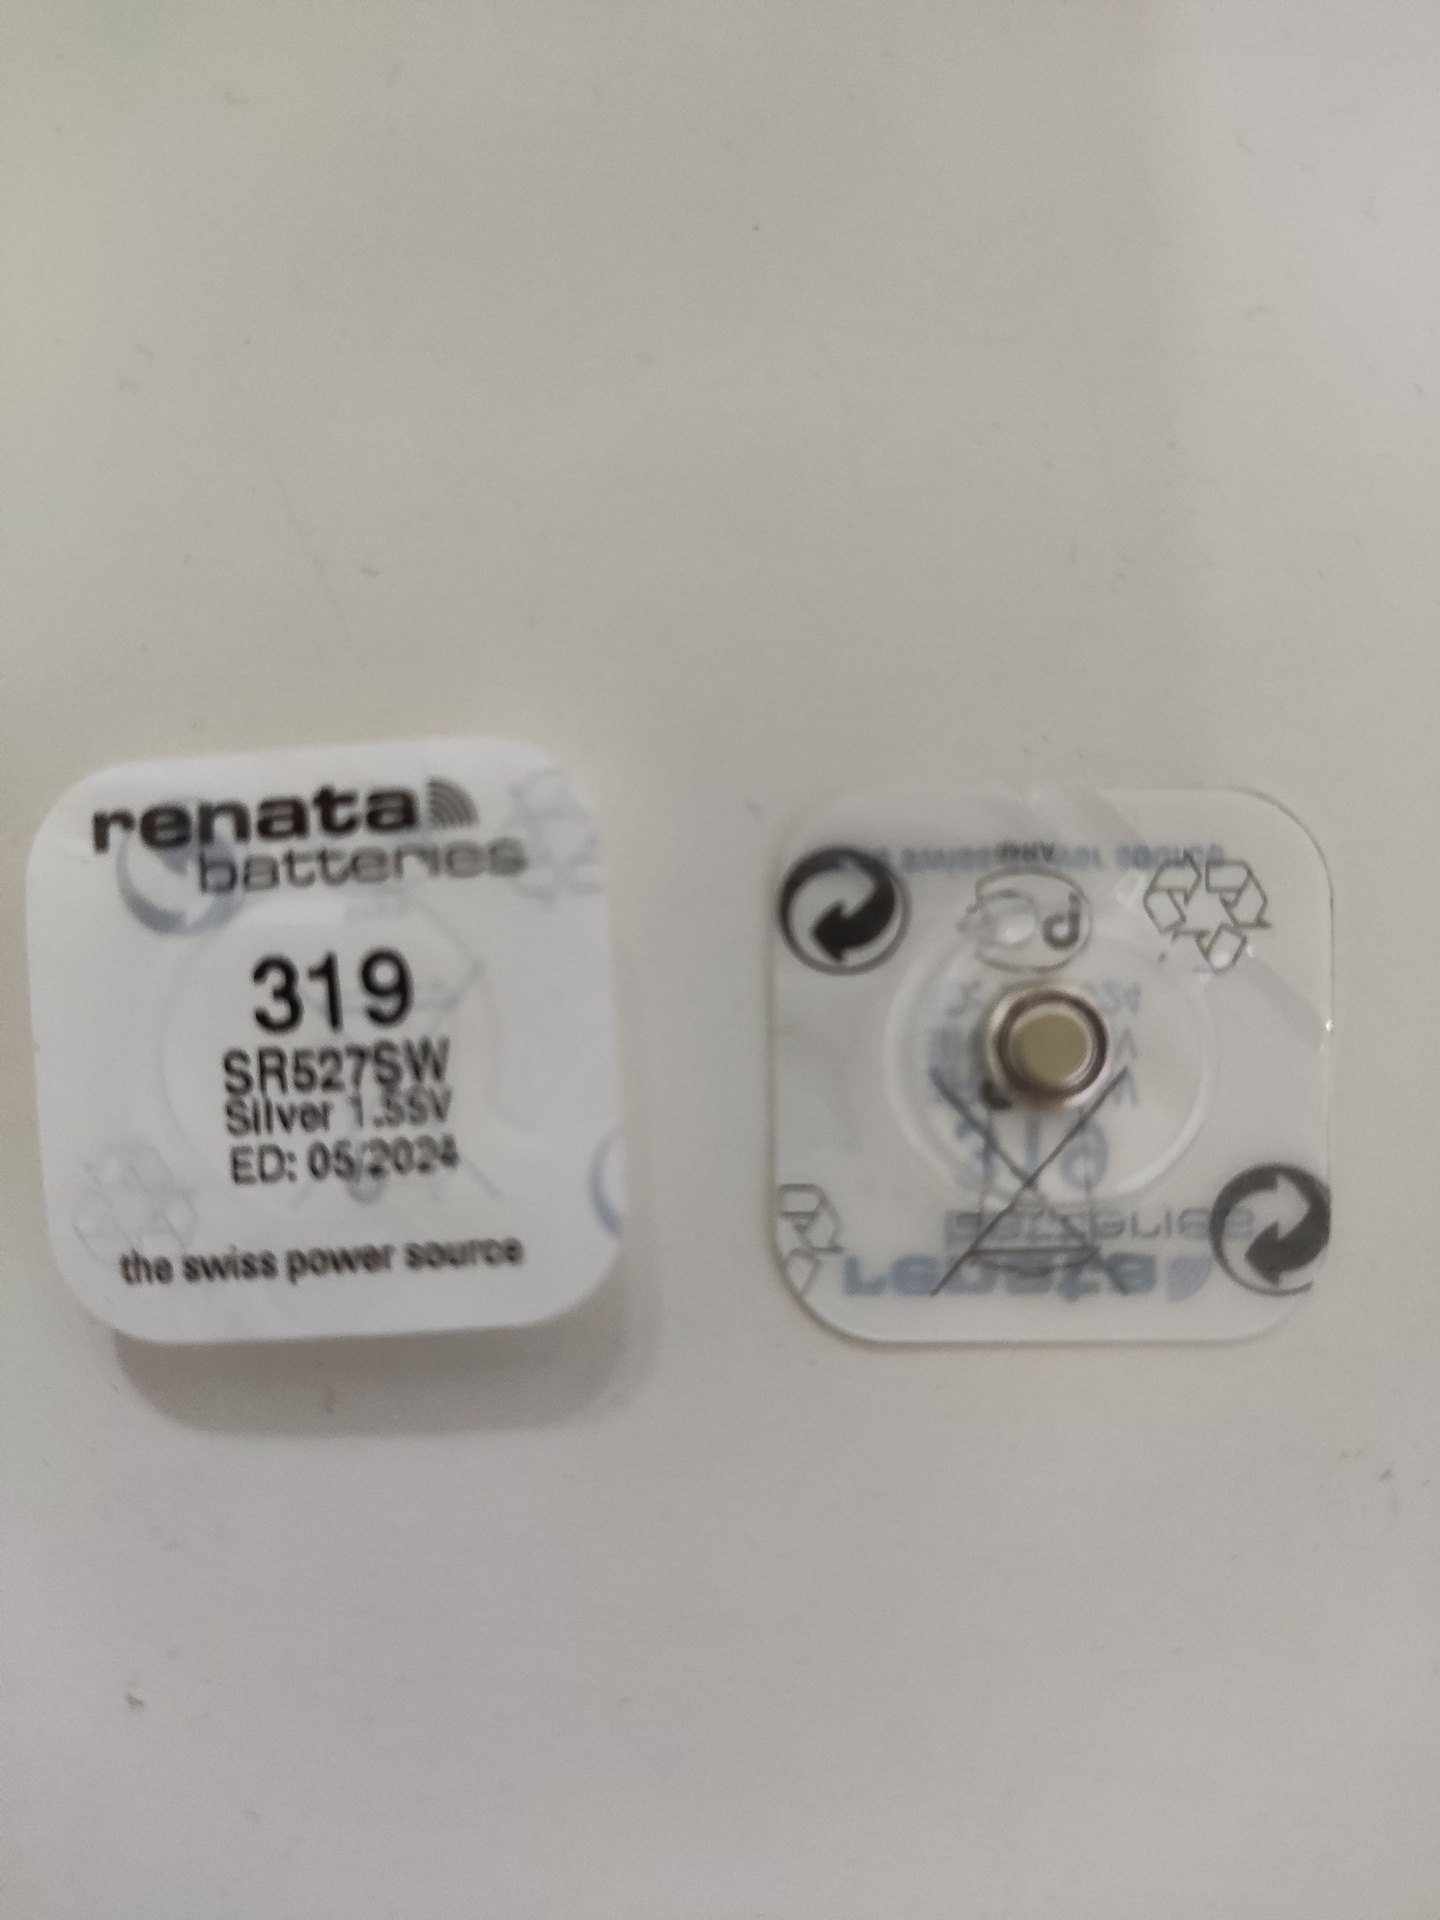 renata
batteries
319
SR527SW
Silver 1.55V
ED: 05/2024
the swiss power source